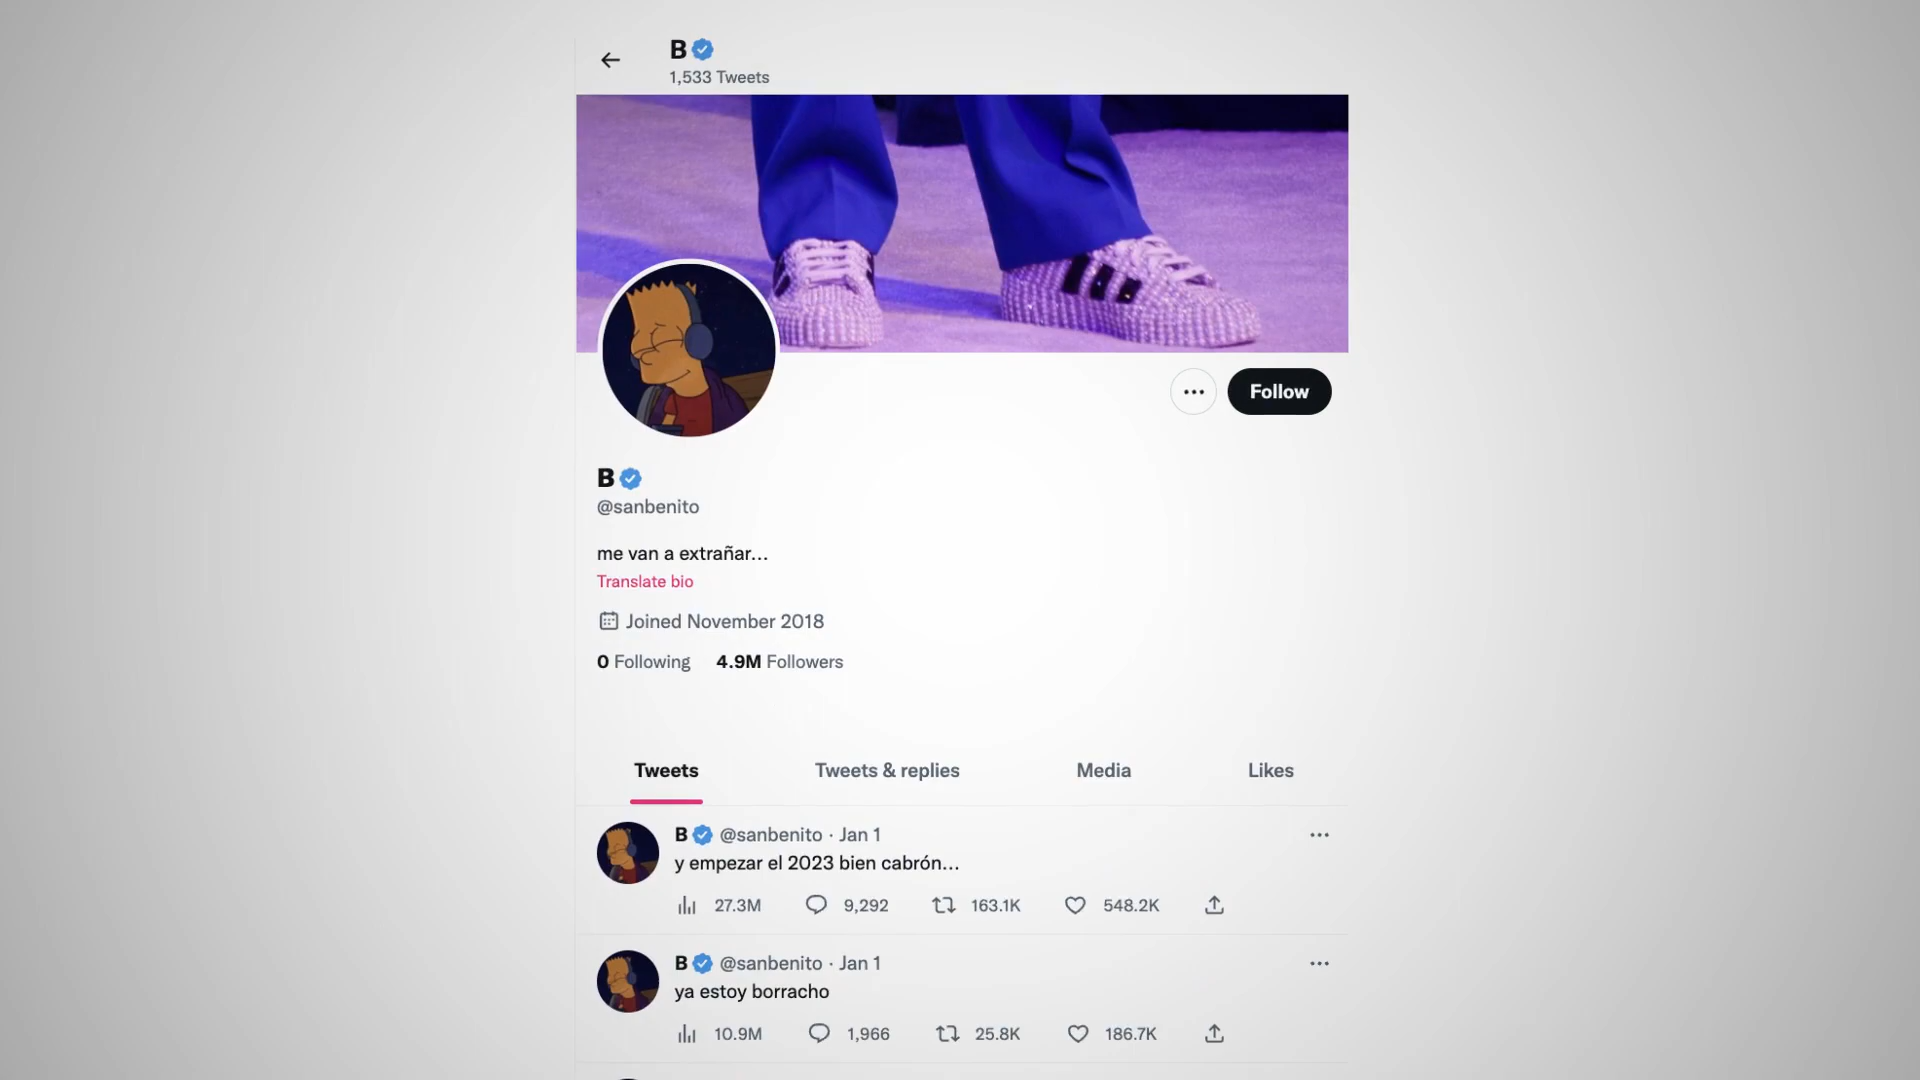 B
1,533 Tweets
Follow
B
@sanbenito
me van a extrañar...
Translate bio
Joined November 2018
0 Following 4.9M Followers
Tweets Tweets & replies Media Likes
B @sanbenito · Jan 1
y empezar el 2023 bien cabrón...
27.3M 9,292 163.1K 548.2K
B @sanbenito · Jan 1
ya estoy borracho
10.9M 1,966 25.8K 186.7K